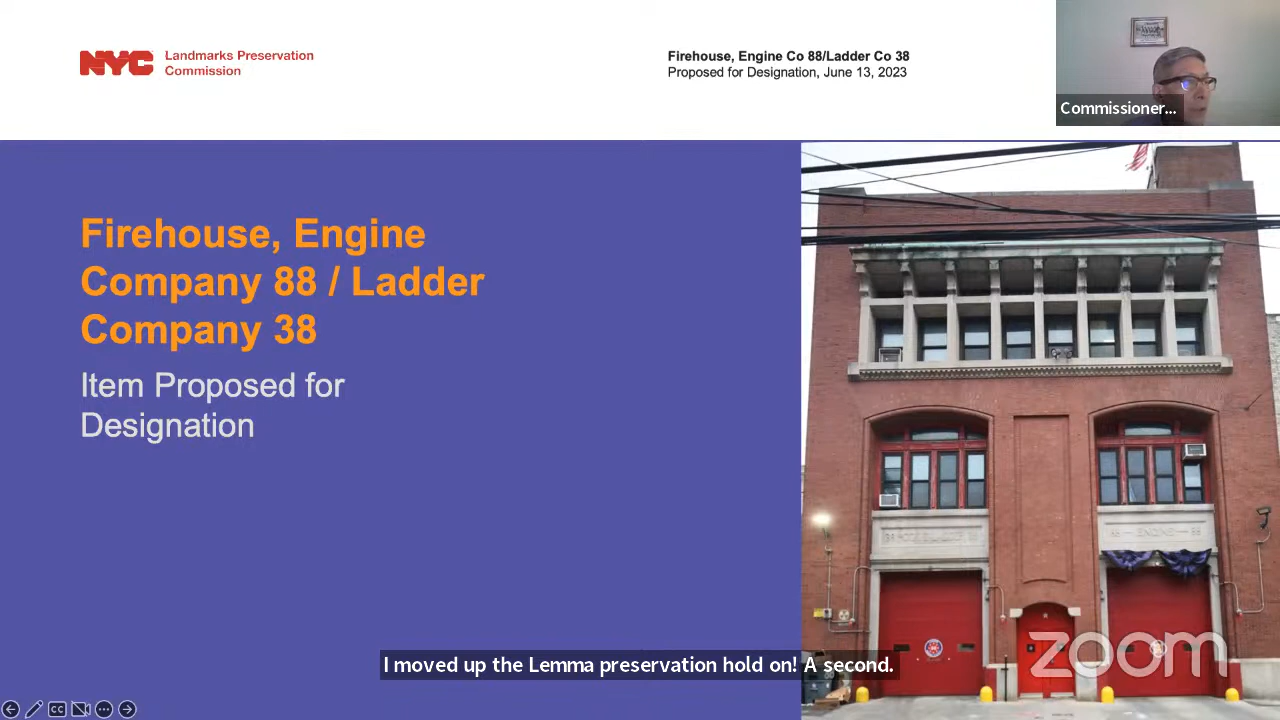 NYC
Landmarks Preservation
Commission
Firehouse, Engine Co 88/Ladder Co 38
Proposed for Designation, June 13, 2023
Commissioner...
Firehouse, Engine
Company 88 / Ladder
Company 38
Item Proposed for
Designation
88 — ENGINE — 88
I moved up the Lemma preservation hold on! A second.
zoom
CC